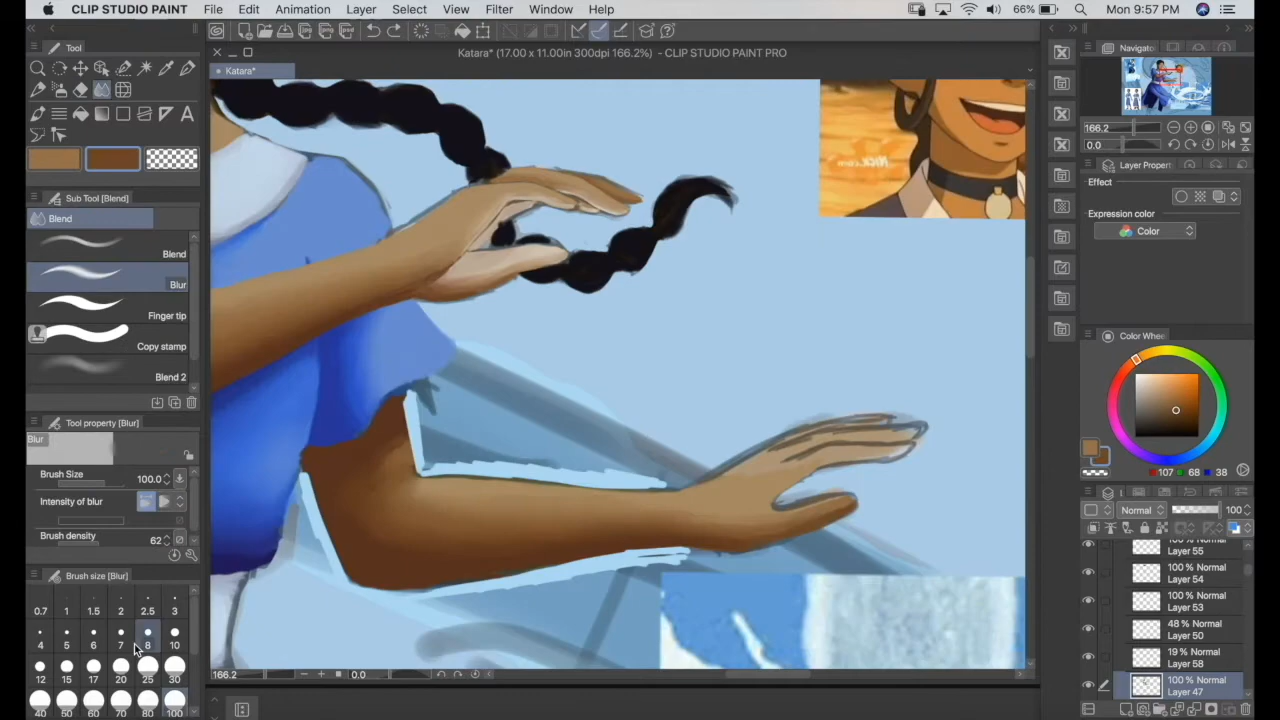 CLIP STUDIO PAINT File Edit Animation Layer Select View Filter Window Help 66% Mon 9:57 PM
Katara* (17.00 x 11.00in 300dpi 166.2%) - CLIP STUDIO PAINT PRO
Tool
Katara*
Sub Tool [Blend]
Blend
Blend
Blur
Finger tip
Copy stamp
Blend 2
Tool property [Blur]
Blur
Brush Size 100.0
Intensity of blur
Brush density 62
Brush size [Blur]
0.7 1 1.5 2 2.5 3
4 5 6 7 8 10
12 15 17 20 25 30
40 50 60 70 80 100
Nick.com
166.2 0.0
Navigato
166.2
0.0
Layer Propert
Effect
Expression color
Color
Color Whe
107 68 38
Normal 100
Layer 55
100 % Normal
Layer 54
100 % Normal
Layer 53
48 % Normal
Layer 50
19 % Normal
Layer 58
100 % Normal
Layer 47